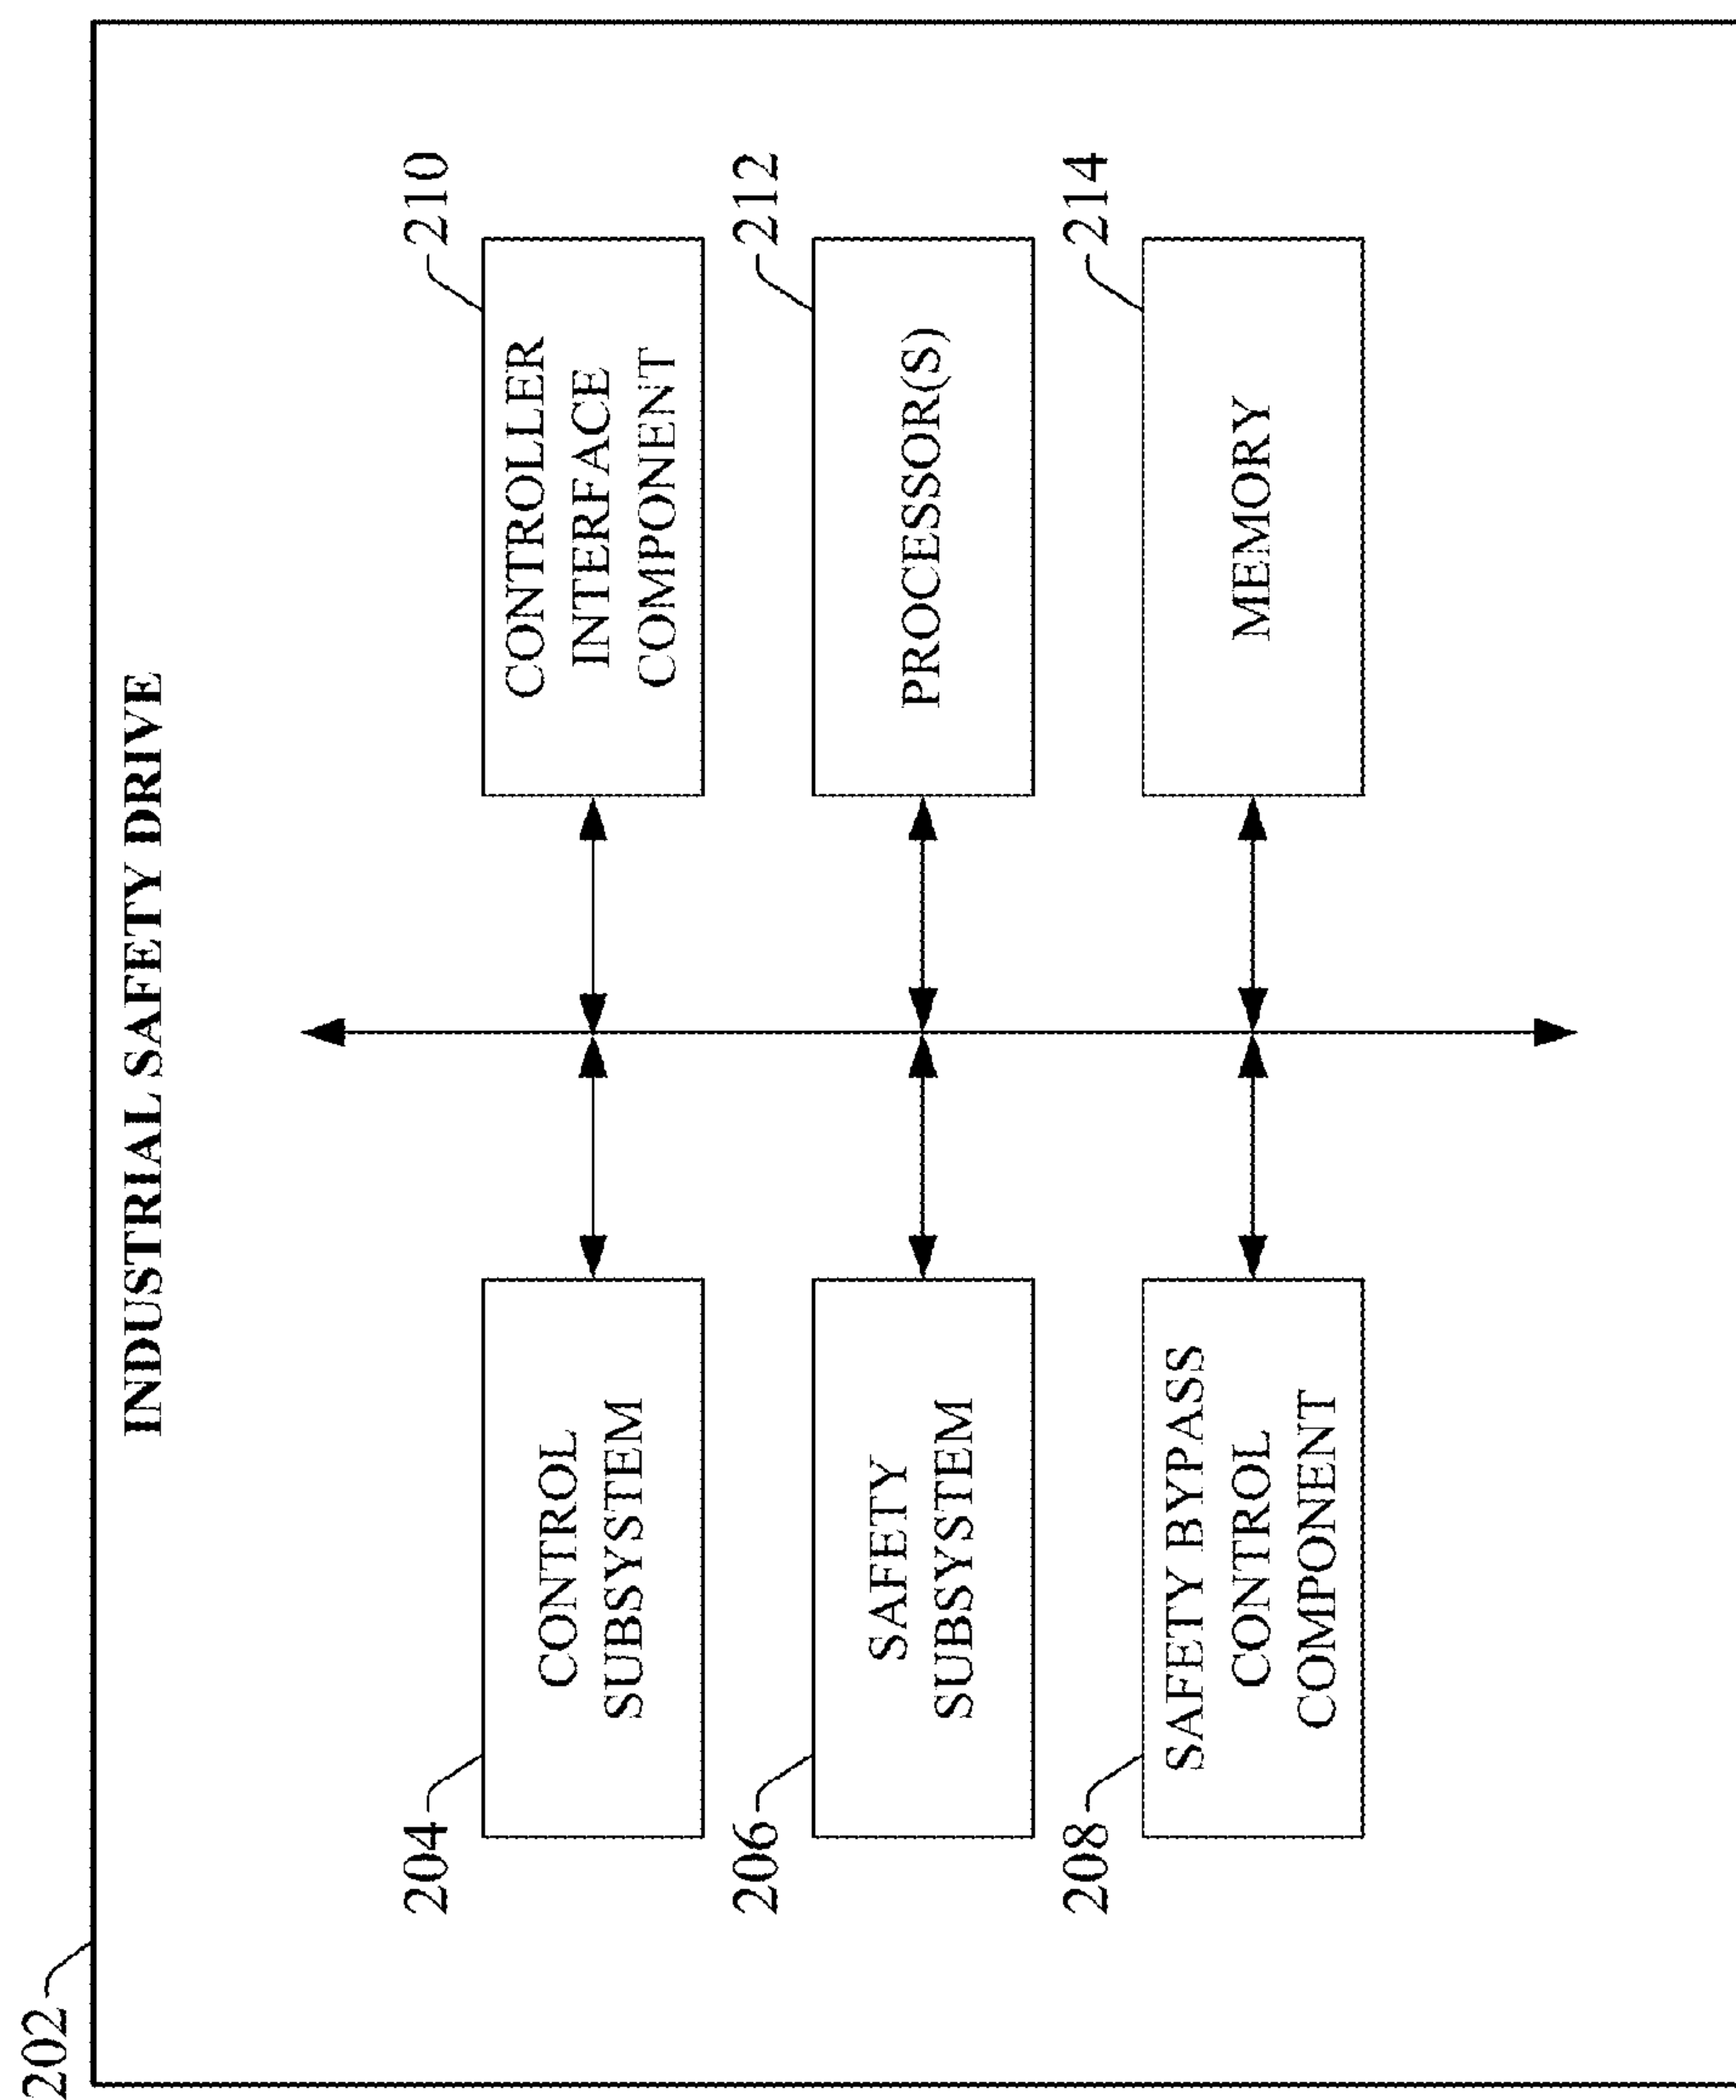 202
INDUSTRIAL SAFETY DRIVE
204
CONTROL
SUBSYSTEM
206
SAFETY
SUBSYSTEM
208
SAFETY BYPASS
CONTROL
COMPONENT
210
CONTROLLER
INTERFACE
COMPONENT
212
PROCESSOR(S)
214
MEMORY